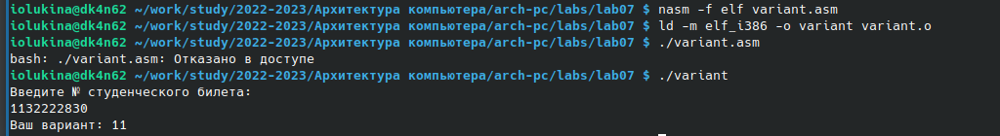 iolukina@dk4n62 ~/work/study/2022-2023/Архитектура компьютера/arch-pc/labs/lab07 $ nasm -f elf variant.asm
iolukina@dk4n62 ~/work/study/2022-2023/Архитектура компьютера/arch-pc/labs/lab07 $ ld -m elf_i386 -o variant variant.o
iolukina@dk4n62 ~/work/study/2022-2023/Архитектура компьютера/arch-pc/labs/lab07 $ ./variant.asm
bash: ./variant.asm: Отказано в доступе
iolukina@dk4n62 ~/work/study/2022-2023/Архитектура компьютера/arch-pc/labs/lab07 $ ./variant
Введите № студенческого билета:
1132222830
Ваш вариант: 11